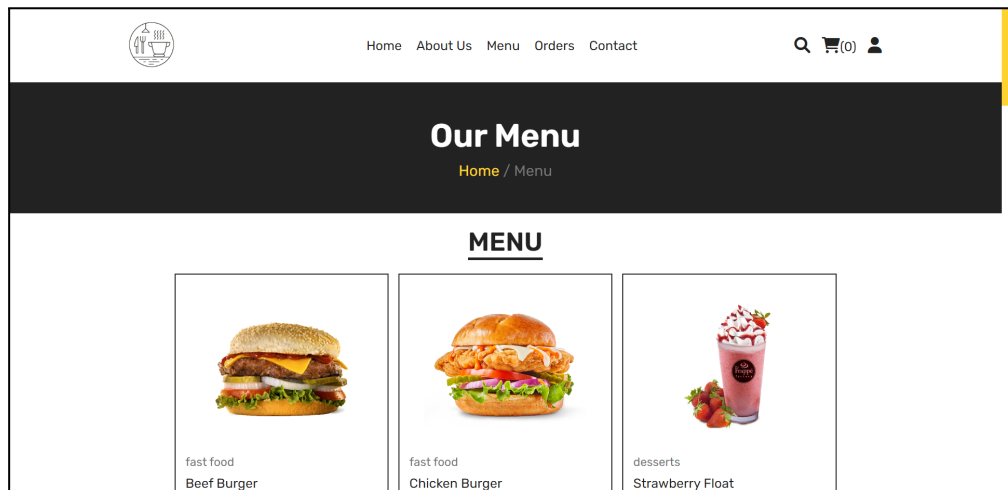 Home About Us Menu Orders Contact (0)
Our Menu
Home / Menu
MENU
Frappé
fast food fast food desserts
Beef Burger Chicken Burger Strawberry Float